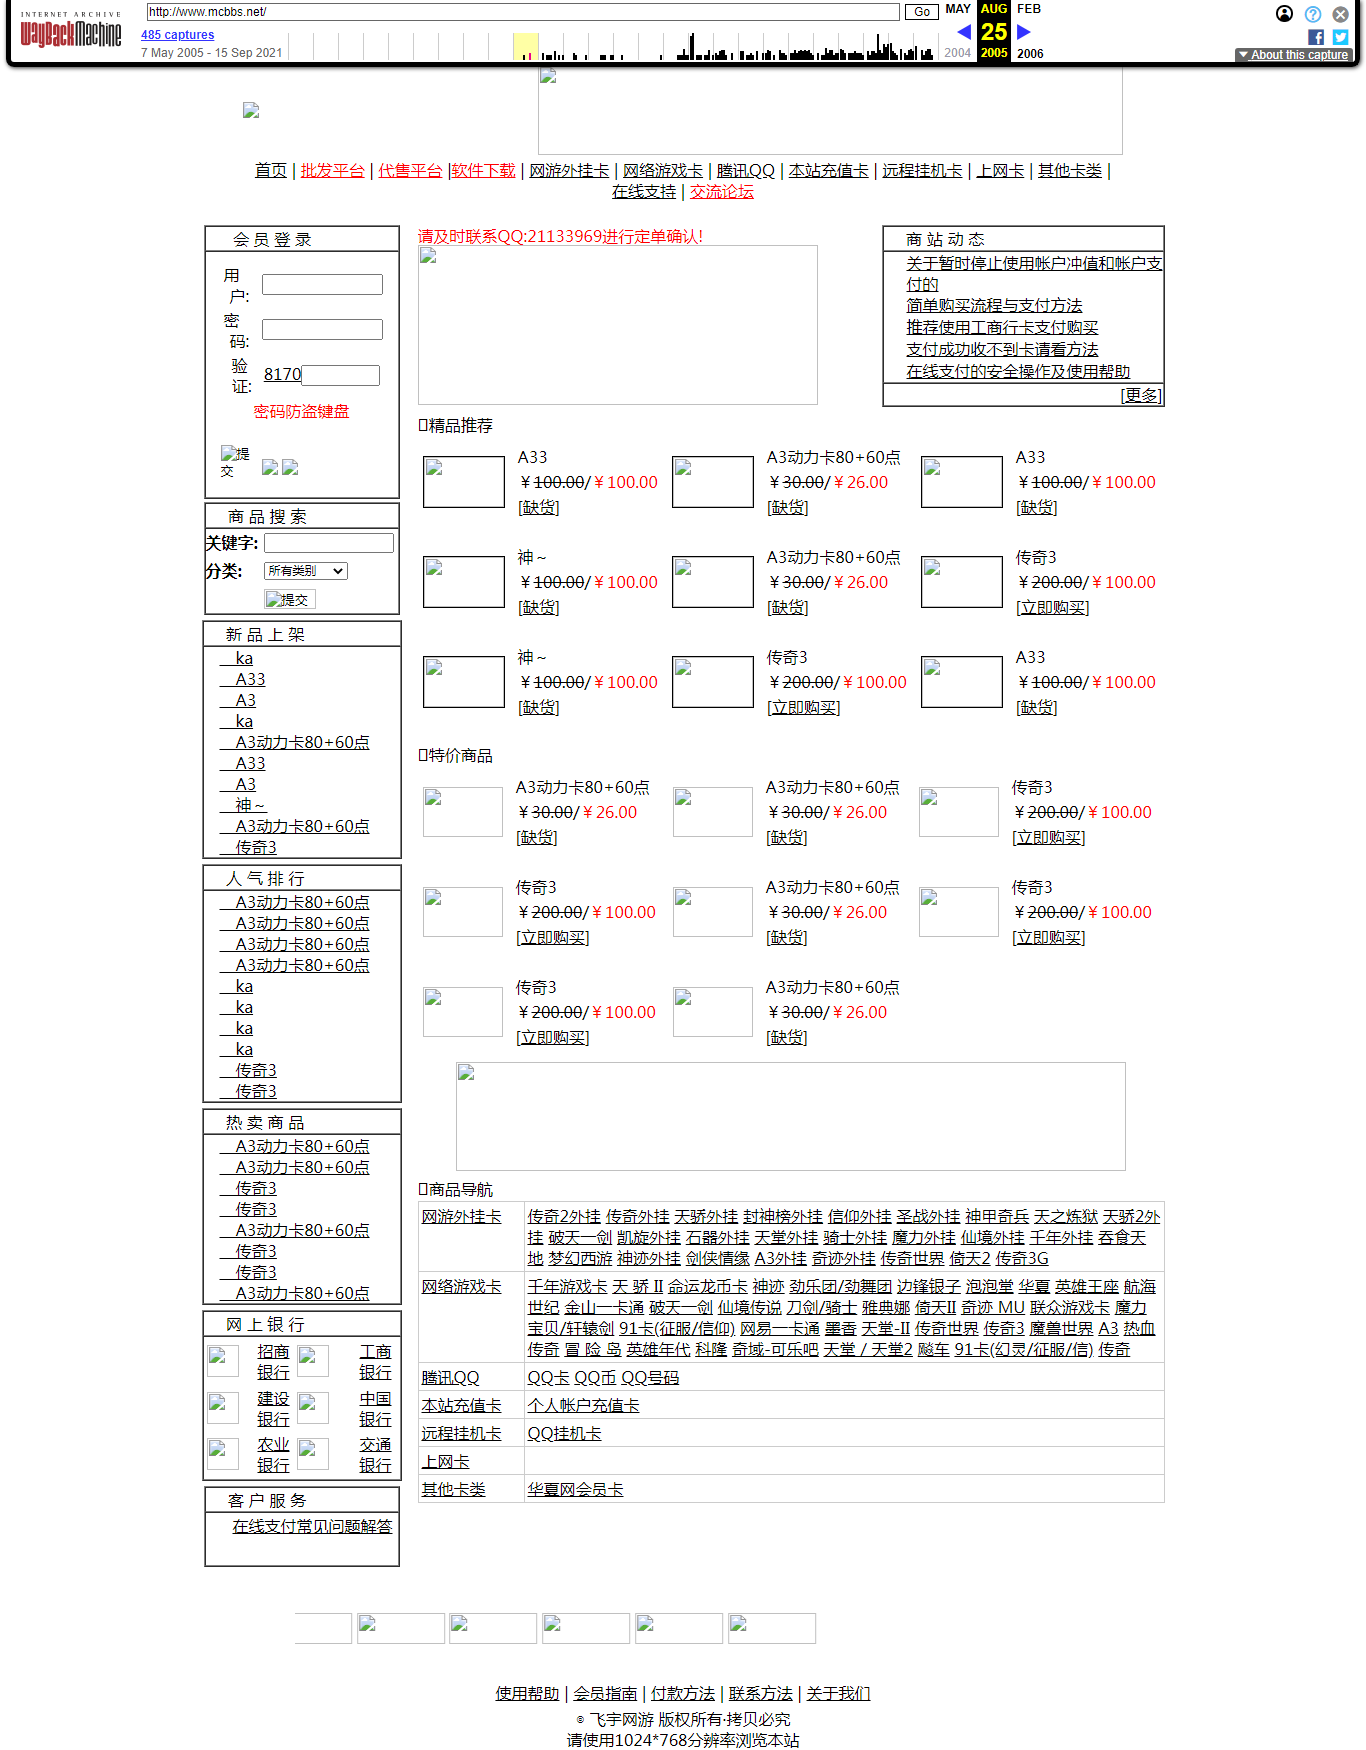 INTERNET ARCHIVE
WayBackMachine
http://www.mcbbs.net/
Go
MAY
AUG
FEB
485 captures
25
7 May 2005 - 15 Sep 2021
2004
2005
2006
About this capture
首页 | 批发平台 | 代售平台 |软件下载 | 网游外挂卡 | 网络游戏卡 | 腾讯QQ | 本站充值卡 | 远程挂机卡 | 上网卡 | 其他卡类 |
在线支持 | 交流论坛
会 员 登 录
用
户:
密
码:
验
证:
8170
密码防盗键盘
提
交
请及时联系QQ:21133969进行定单确认!
商 站 动 态
关于暂时停止使用帐户冲值和帐户支
付的
简单购买流程与支付方法
推荐使用工商行卡支付购买
支付成功收不到卡请看方法
在线支付的安全操作及使用帮助
[更多]
商 品 搜 索
关键字:
分类:
所有类别
提交
新 品 上 架
ka
A33
A3
ka
A3动力卡80+60点
A33
A3
神～
A3动力卡80+60点
传奇3
人 气 排 行
A3动力卡80+60点
A3动力卡80+60点
A3动力卡80+60点
A3动力卡80+60点
ka
ka
ka
ka
传奇3
传奇3
热 卖 商 品
A3动力卡80+60点
A3动力卡80+60点
传奇3
传奇3
A3动力卡80+60点
传奇3
传奇3
A3动力卡80+60点
网 上 银 行
招商
银行
工商
银行
建设
银行
中国
银行
农业
银行
交通
银行
客 户 服 务
在线支付常见问题解答
精品推荐
A33
￥100.00/￥100.00
[缺货]
A3动力卡80+60点
￥30.00/￥26.00
[缺货]
A33
￥100.00/￥100.00
[缺货]
神～
￥100.00/￥100.00
[缺货]
A3动力卡80+60点
￥30.00/￥26.00
[缺货]
传奇3
￥200.00/￥100.00
[立即购买]
神～
￥100.00/￥100.00
[缺货]
传奇3
￥200.00/￥100.00
[立即购买]
A33
￥100.00/￥100.00
[缺货]
特价商品
A3动力卡80+60点
￥30.00/￥26.00
[缺货]
A3动力卡80+60点
￥30.00/￥26.00
[缺货]
传奇3
￥200.00/￥100.00
[立即购买]
传奇3
￥200.00/￥100.00
[立即购买]
A3动力卡80+60点
￥30.00/￥26.00
[缺货]
传奇3
￥200.00/￥100.00
[立即购买]
传奇3
￥200.00/￥100.00
[立即购买]
A3动力卡80+60点
￥30.00/￥26.00
[缺货]
商品导航
网游外挂卡
传奇2外挂 传奇外挂 天骄外挂 封神榜外挂 信仰外挂 圣战外挂 神甲奇兵 天之炼狱 天骄2外
挂 破天一剑 凯旋外挂 石器外挂 天堂外挂 骑士外挂 魔力外挂 仙境外挂 千年外挂 吞食天
地 梦幻西游 神迹外挂 剑侠情缘 A3外挂 奇迹外挂 传奇世界 倚天2 传奇3G
网络游戏卡
千年游戏卡 天 骄 II 命运龙币卡 神迹 劲乐团/劲舞团 边锋银子 泡泡堂 华夏 英雄王座 航海
世纪 金山一卡通 破天一剑 仙境传说 刀剑/骑士 雅典娜 倚天II 奇迹 MU 联众游戏卡 魔力
宝贝/轩辕剑 91卡(征服/信仰) 网易一卡通 墨香 天堂-II 传奇世界 传奇3 魔兽世界 A3 热血
传奇 冒 险 岛 英雄年代 科隆 奇域-可乐吧 天堂 / 天堂2 飚车 91卡(幻灵/征服/信) 传奇
腾讯QQ
QQ卡 QQ币 QQ号码
本站充值卡
个人帐户充值卡
远程挂机卡
QQ挂机卡
上网卡
其他卡类
华夏网会员卡
使用帮助 | 会员指南 | 付款方法 | 联系方法 | 关于我们
© 飞宇网游 版权所有·拷贝必究
请使用1024*768分辨率浏览本站